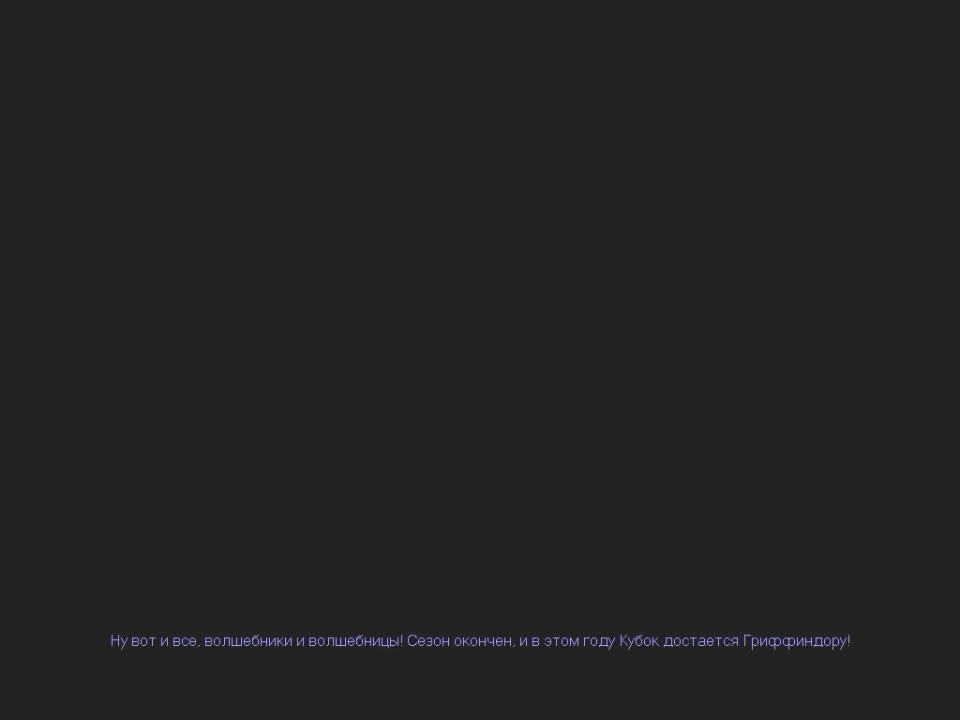 Ну вот и все, волшебники и волшебницы! Сезон окончен, и в этом году Кубок достается Гриффиндору!